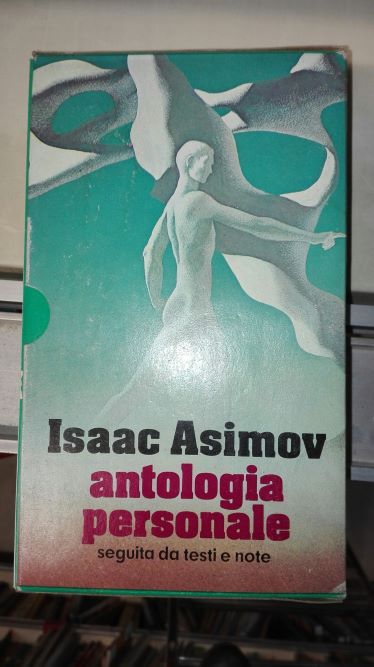 Isaac Asimov
antologia
personale
seguita da testi e note